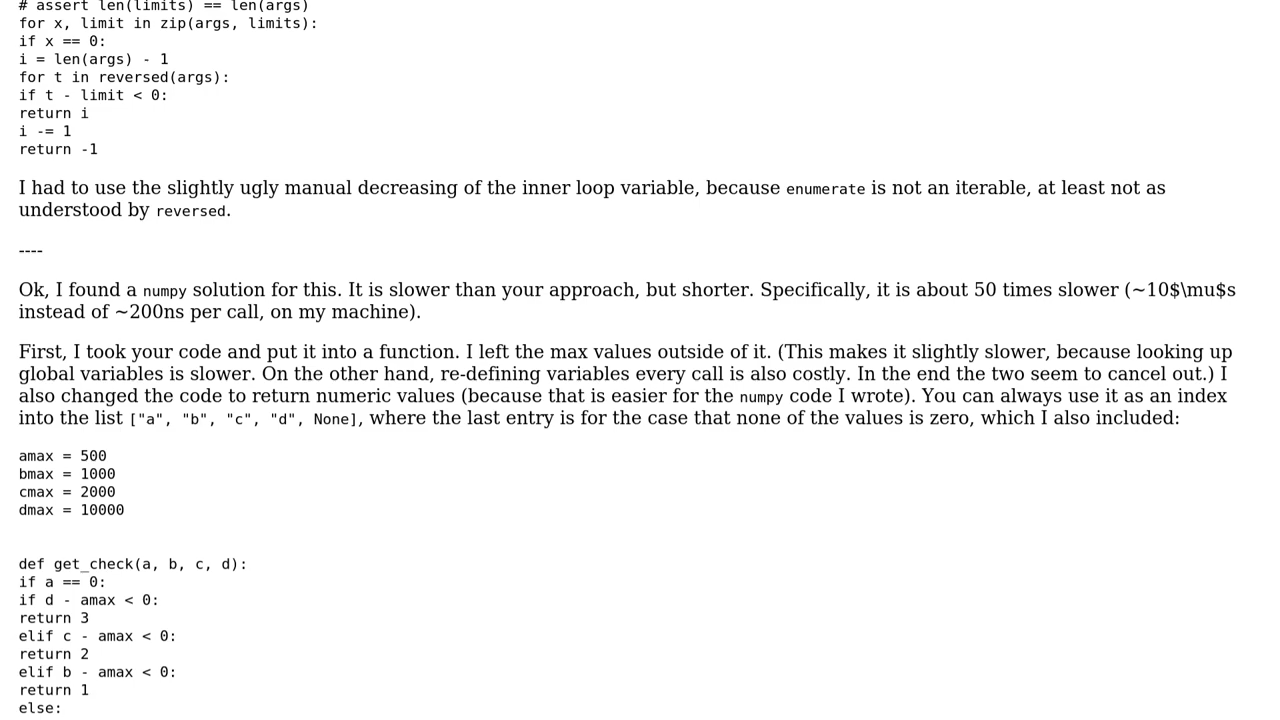 # assert len(limits) == len(args)
for x, limit in zip(args, limits):
if x == 0:
i = len(args) - 1
for t in reversed(args):
if t - limit < 0:
return i
i -= 1
return -1
I had to use the slightly ugly manual decreasing of the inner loop variable, because enumerate is not an iterable, at least not as
understood by reversed.
----
Ok, I found a numpy solution for this. It is slower than your approach, but shorter. Specifically, it is about 50 times slower (~10$\mu$s
instead of ~200ns per call, on my machine).
First, I took your code and put it into a function. I left the max values outside of it. (This makes it slightly slower, because looking up
global variables is slower. On the other hand, re-defining variables every call is also costly. In the end the two seem to cancel out.) I
also changed the code to return numeric values (because that is easier for the numpy code I wrote). You can always use it as an index
into the list ["a", "b", "c", "d", None], where the last entry is for the case that none of the values is zero, which I also included:
amax = 500
bmax = 1000
cmax = 2000
dmax = 10000
def get_check(a, b, c, d):
if a == 0:
if d - amax < 0:
return 3
elif c - amax < 0:
return 2
elif b - amax < 0:
return 1
else: